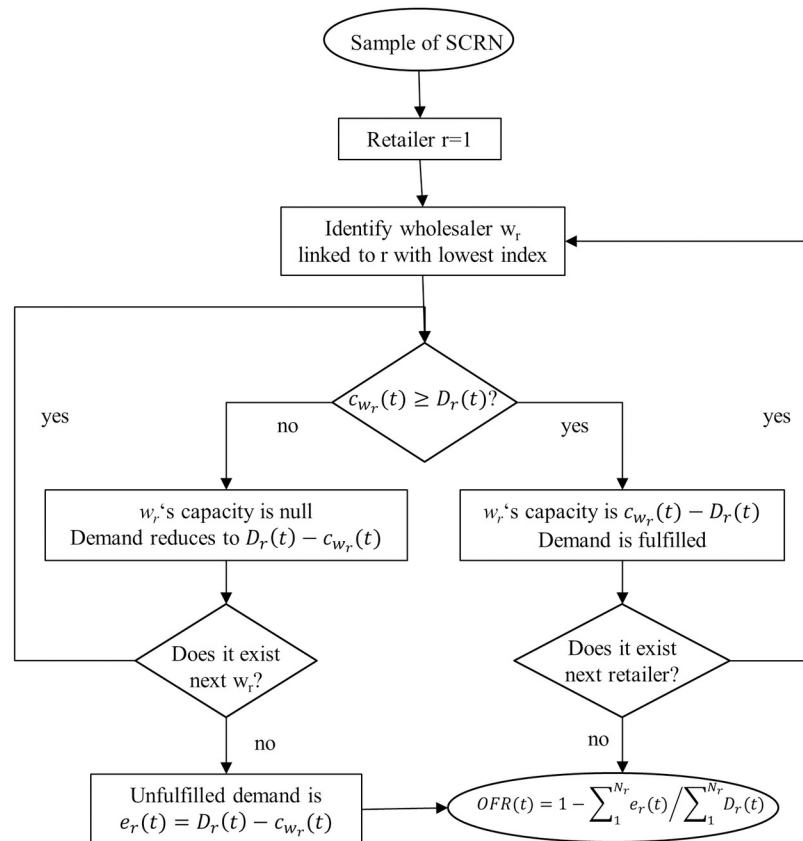 Sample of SCRN
Retailer r=1
Identify wholesaler wᵣ
linked to r with lowest index
c_{w_r}(t) ≥ D_r(t)?
yes
no
yes
yes
w_r‘s capacity is null
Demand reduces to D_r(t) − c_{w_r}(t)
w_r‘s capacity is c_{w_r}(t) − D_r(t)
Demand is fulfilled
Does it exist
next wᵣ?
Does it exist
next retailer?
no
no
Unfulfilled demand is
e_r(t) = D_r(t) − c_{w_r}(t)
OFR(t) = 1 − ∑_1^{N_r} e_r(t) / ∑_1^{N_r} D_r(t)